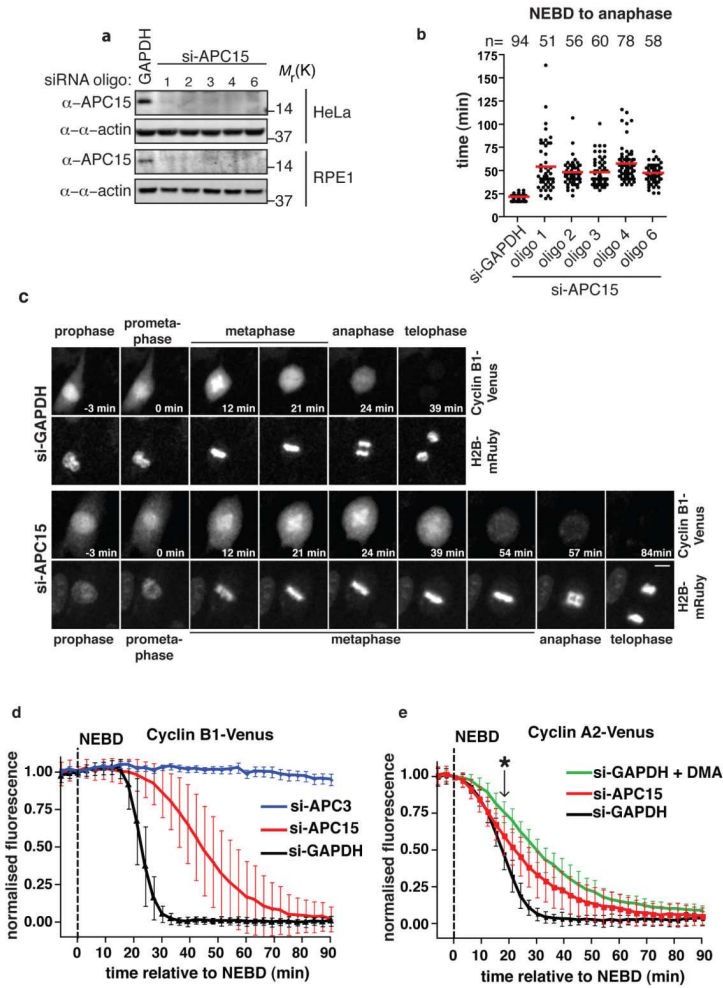 a
GAPDH
si-APC15
siRNA oligo: 1 2 3 4 6
Mr(K)
α-APC15
14
α-α-actin
37
HeLa
α-APC15
14
α-α-actin
37
RPE1
b
NEBD to anaphase
n= 94 51 56 60 78 58
time (min)
175
150
125
100
75
50
25
0
si-GAPDH
oligo 1
oligo 2
oligo 3
oligo 4
oligo 6
si-APC15
c
prophase
prometa-
phase
metaphase
anaphase
telophase
si-GAPDH
-3 min
0 min
12 min
21 min
24 min
39 min
Cyclin B1-
Venus
H2B-
mRuby
si-APC15
-3 min
0 min
12 min
21 min
24 min
39 min
54 min
57 min
84min
Cyclin B1-
Venus
H2B-
mRuby
prophase
prometa-
phase
metaphase
anaphase
telophase
d
NEBD
Cyclin B1-Venus
normalised fluorescence
1.00
0.75
0.50
0.25
0.00
si-APC3
si-APC15
si-GAPDH
0 10 20 30 40 50 60 70 80 90
time relative to NEBD (min)
e
NEBD
Cyclin A2-Venus
*
normalised fluorescence
1.00
0.75
0.50
0.25
0.00
si-GAPDH + DMA
si-APC15
si-GAPDH
0 10 20 30 40 50 60 70 80 90
time relative to NEBD (min)